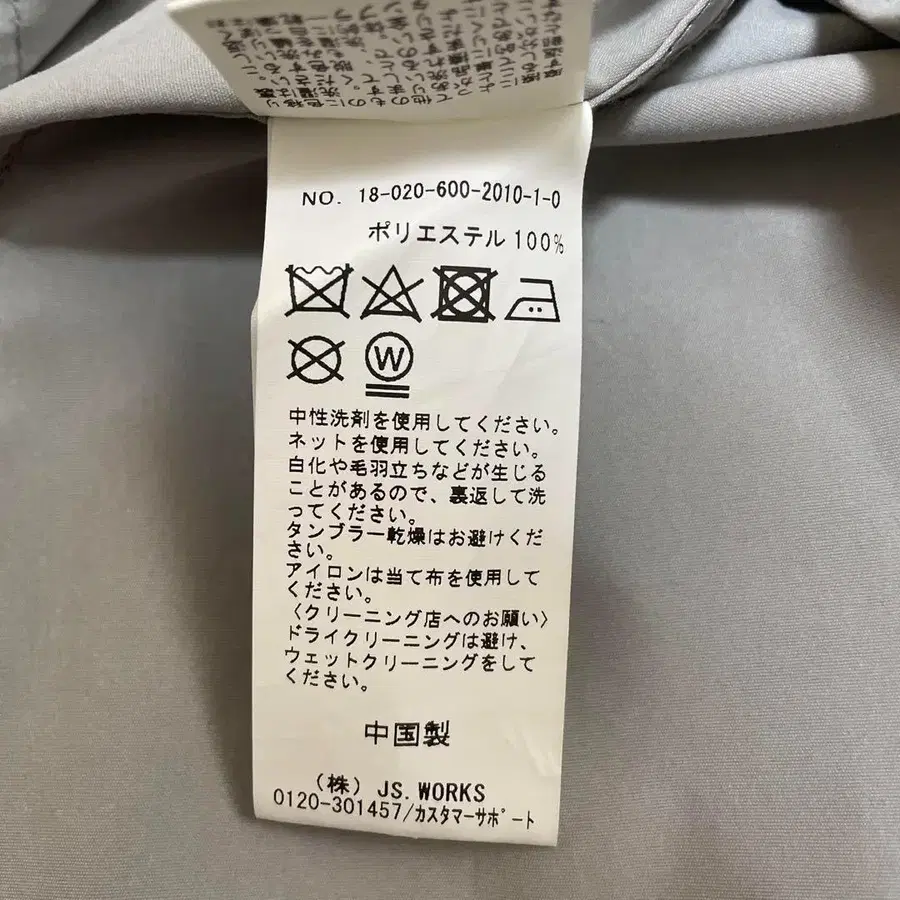 NO. 18-020-600-2010-1-0
ポリエステル 100%
W
中性洗剤を使用してください。
ネットを使用してください。
白化や毛羽立ちなどが生じる
ことがあるので、裏返して洗
ってください。
タンブラー乾燥はお避けくだ
さい。
アイロンは当て布を使用して
ください。
〈クリーニング店へのお願い〉
ドライクリーニングは避け、
ウェットクリーニングをして
ください。
中国製
(株) JS. WORKS
0120-301457/カスタマーサポート